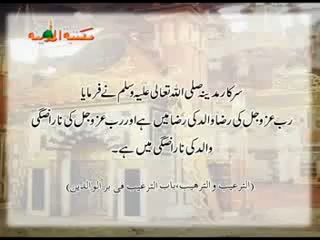 مکتبۃ المدینہ
سرکارِ مدینہ صلی اللہ تعالیٰ علیہ وسلم نے فرمایا
رب عزوجل کی رضا والد کی رضا میں ہے اور رب عزوجل کی ناراضگی
والد کی ناراضگی میں ہے۔
(الترغیب و الترھیب، باب الترغیب فی بر الوالدین)